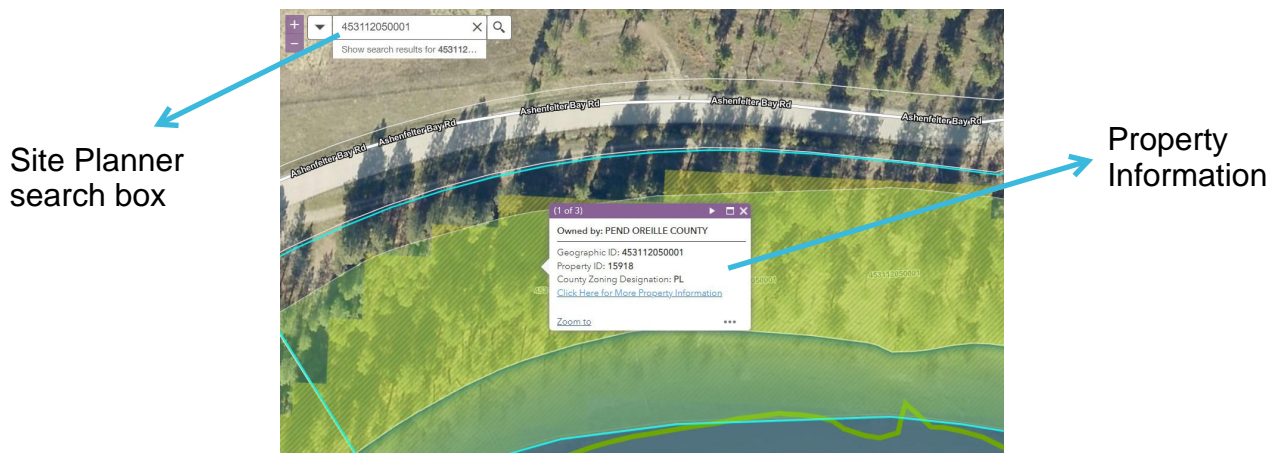 +
−
453112050001
Show search results for 453112...
Ashenfelter Bay Rd
Ashenfelter Bay Rd
Ashenfelter Bay Rd
Ashenfelter Bay Rd
Ashenfelter Bay Rd
Site Planner
search box
Property
Information
(1 of 3)
Owned by: PEND OREILLE COUNTY
Geographic ID: 453112050001
Property ID: 15918
County Zoning Designation: PL
Click Here for More Property Information
Zoom to
•••
453112050001